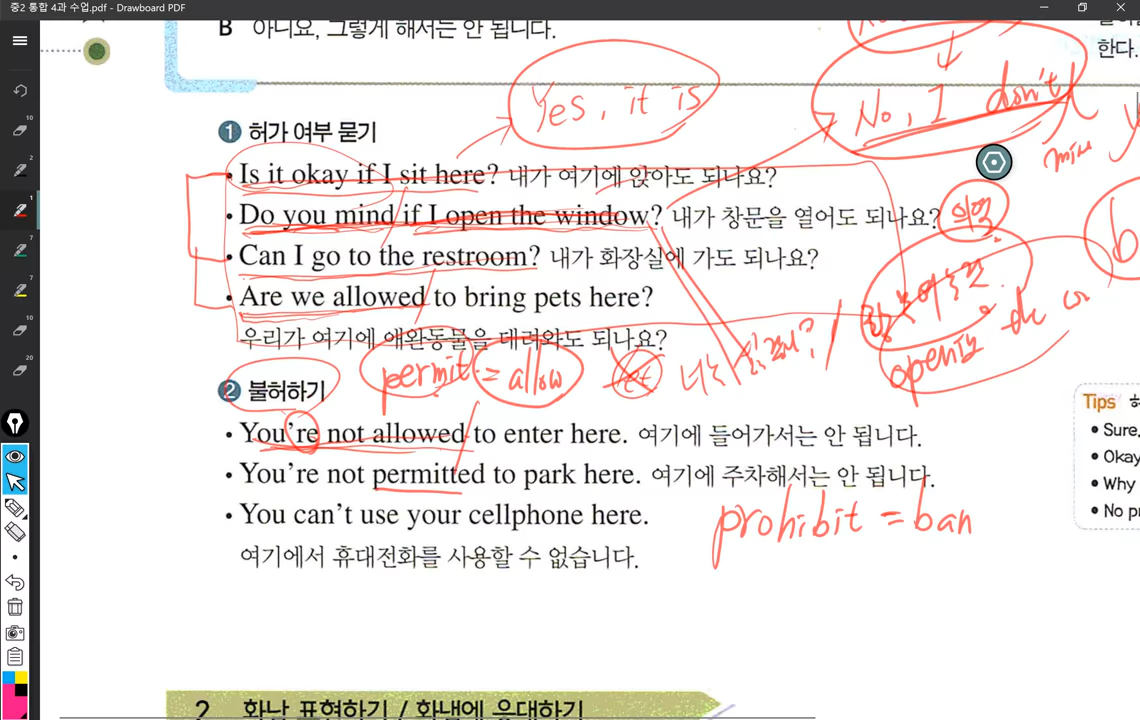 중2 통합 4과 수업.pdf - Drawboard PDF
B 아니요, 그렇게 해서는 안 됩니다.
한다.
Yes, it is
No, I don't
1 허가 여부 묻기
• Is it okay if I sit here? 내가 여기에 앉아도 되나요?
• Do you mind if I open the window? 내가 창문을 열어도 되나요?
의역
• Can I go to the restroom? 내가 화장실에 가도 되나요?
• Are we allowed to bring pets here?
우리가 여기에 애완동물을 데려와도 되나요?
permit = allow
2 불허하기
Tips
• You're not allowed to enter here. 여기에 들어가서는 안 됩니다.
• Sure.
• Okay
• You're not permitted to park here. 여기에 주차해서는 안 됩니다.
• Why
• You can't use your cellphone here.
• No pr
prohibit = ban
여기에서 휴대전화를 사용할 수 없습니다.
2 화남 표현하기 / 화냄에 응대하기